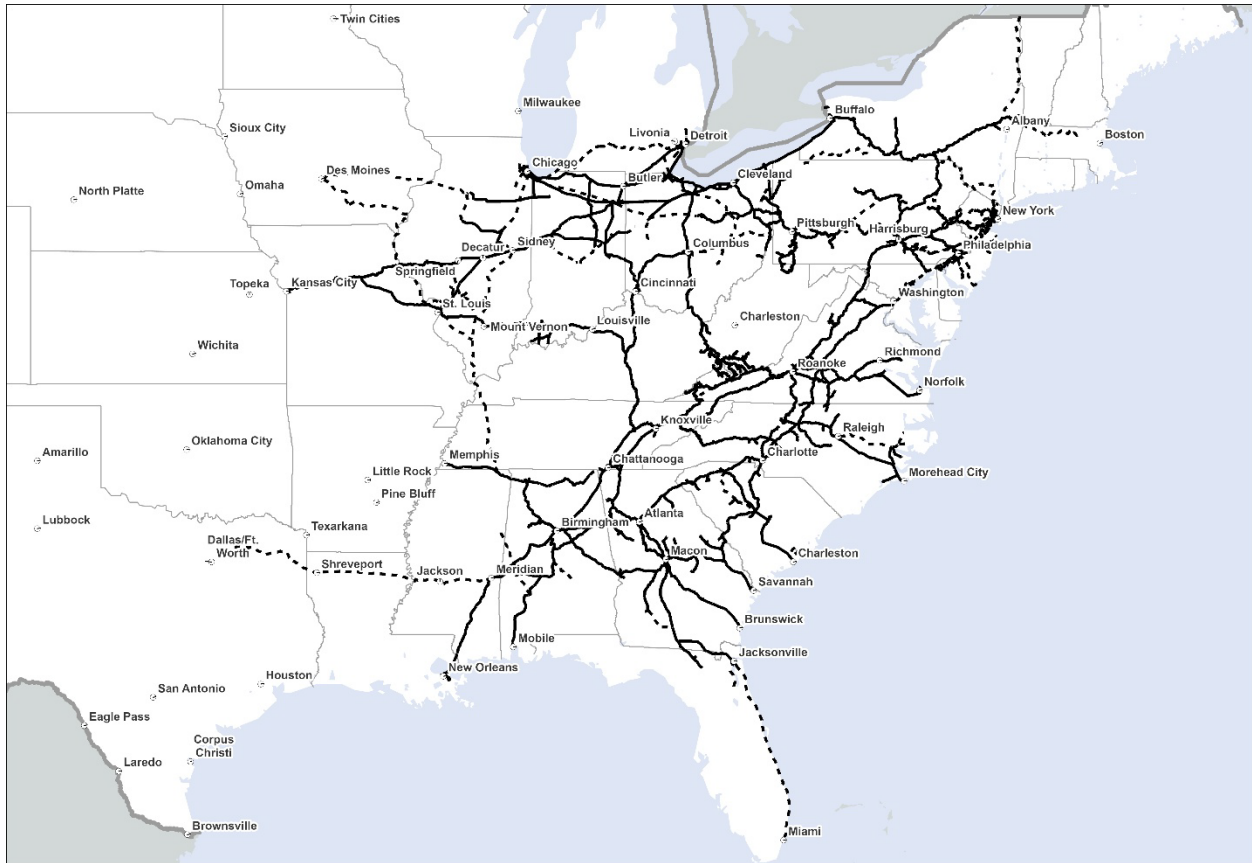 Twin Cities
Milwaukee
Buffalo
Albany
Sioux City
Livonia
Detroit
Boston
Chicago
Des Moines
Butler
Cleveland
North Platte
Omaha
New York
Pittsburgh
Harrisburg
Decatur
Sidney
Columbus
Philadelphia
Springfield
Topeka
Kansas City
Cincinnati
Washington
St. Louis
Mount Vernon
Louisville
Charleston
Wichita
Richmond
Roanoke
Norfolk
Knoxville
Raleigh
Oklahoma City
Amarillo
Memphis
Chattanooga
Charlotte
Little Rock
Morehead City
Pine Bluff
Lubbock
Texarkana
Birmingham
Atlanta
Dallas/Ft.
Worth
Macon
Charleston
Shreveport
Jackson
Meridian
Savannah
Brunswick
Mobile
Jacksonville
New Orleans
Houston
San Antonio
Eagle Pass
Corpus
Christi
Laredo
Brownsville
Miami